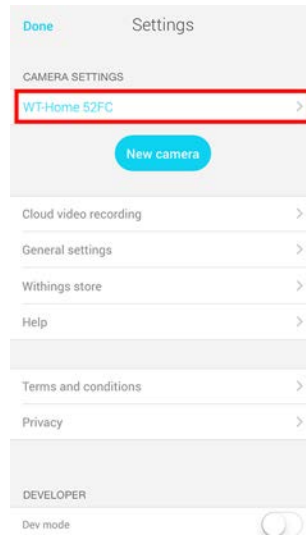 Done Settings
CAMERA SETTINGS
WT-Home 52FC
New camera
Cloud video recording
General settings
Withings store
Help
Terms and conditions
Privacy
DEVELOPER
Dev mode